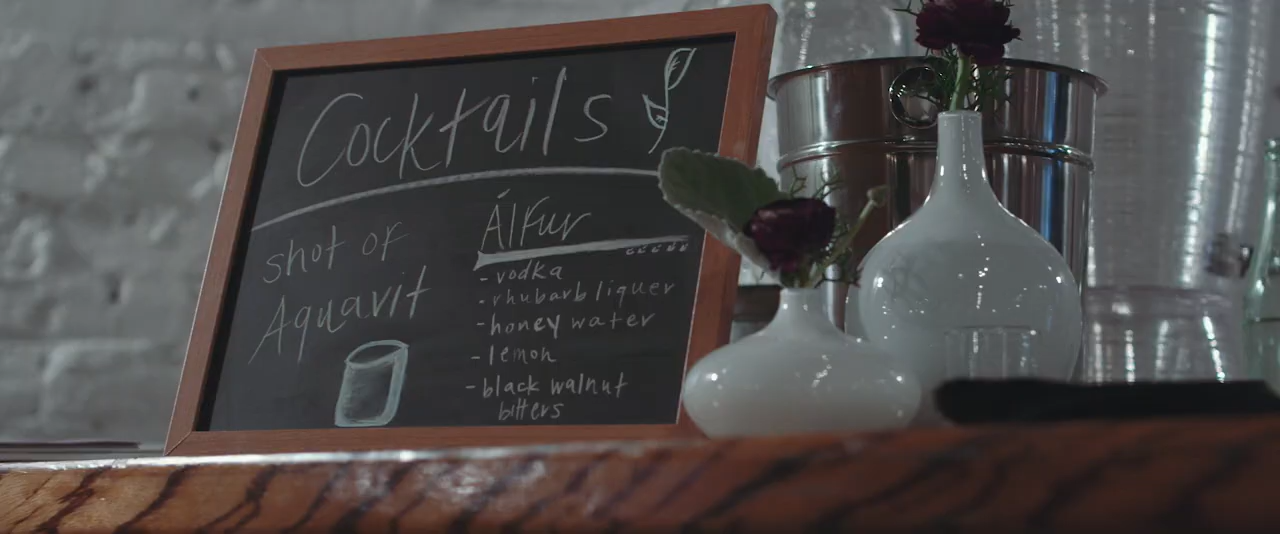 Cocktails
shot of
Aquavit
Álfur
- vodka
- rhubarb liquer
- honey water
- lemon
- black walnut
bitters